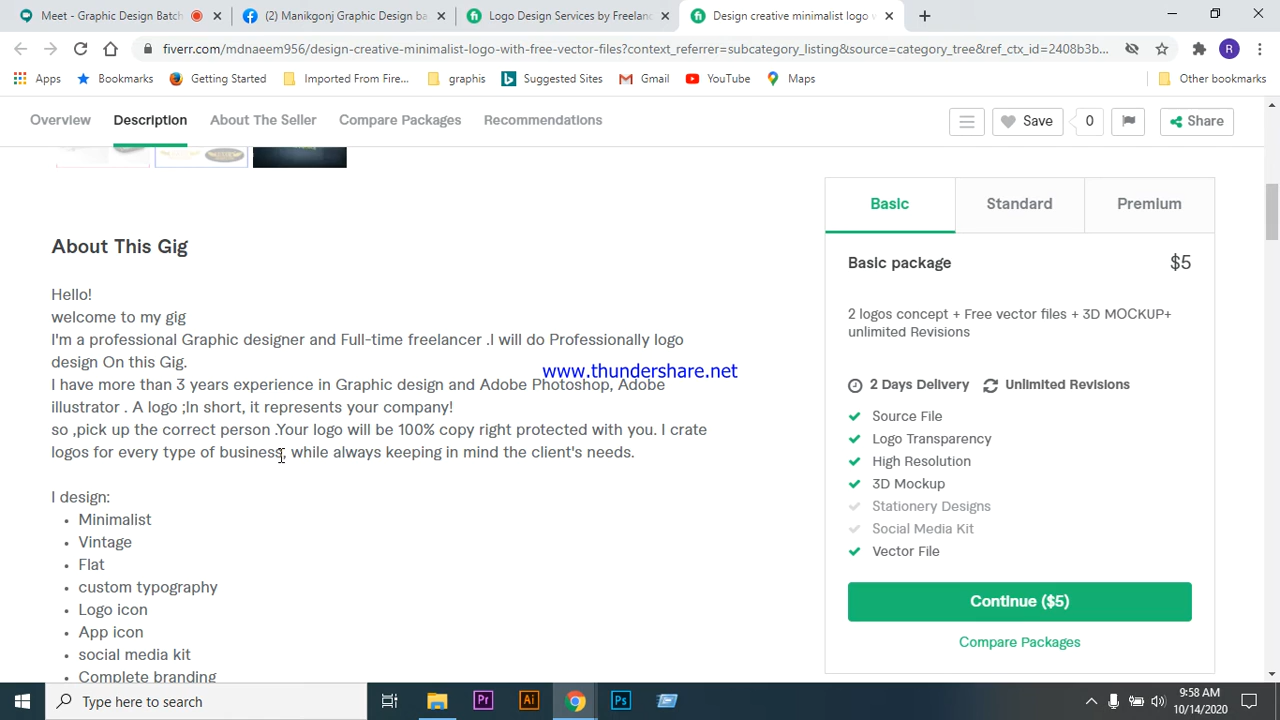 Meet - Graphic Design Batch
(2) Manikgonj Graphic Design ba
Logo Design Services by Freelanc
Design creative minimalist logo w
fiverr.com/mdnaeem956/design-creative-minimalist-logo-with-free-vector-files?context_referrer=subcategory_listing&source=category_tree&ref_ctx_id=2408b3b...
R
Apps
Bookmarks
Getting Started
Imported From Fire...
graphis
Suggested Sites
Gmail
YouTube
Maps
Other bookmarks
Overview
Description
About The Seller
Compare Packages
Recommendations
Save
0
Share
Basic
Standard
Premium
About This Gig
Basic package
$5
Hello!
welcome to my gig
I'm a professional Graphic designer and Full-time freelancer .I will do Professionally logo
design On this Gig.
I have more than 3 years experience in Graphic design and Adobe Photoshop, Adobe
illustrator . A logo ;In short, it represents your company!
so ,pick up the correct person .Your logo will be 100% copy right protected with you. I crate
logos for every type of business, while always keeping in mind the client's needs.
www.thundershare.net
2 logos concept + Free vector files + 3D MOCKUP+
unlimited Revisions
2 Days Delivery
Unlimited Revisions
Source File
Logo Transparency
High Resolution
3D Mockup
Stationery Designs
Social Media Kit
Vector File
Continue ($5)
Compare Packages
I design:
Minimalist
Vintage
Flat
custom typography
Logo icon
App icon
social media kit
Complete branding
Type here to search
Pr
Ai
Ps
9:58 AM
10/14/2020